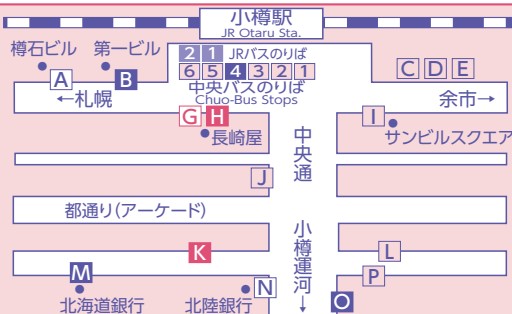 小樽駅
JR Otaru Sta.
樽石ビル
第一ビル
2 1 JRバスのりば
6 5 4 3 2 1
中央バスのりば
Chuo-Bus Stops
A
B
C D E
←札幌
余市→
G H
I
長崎屋
サンビルスクエア
中央通
J
都通り(アーケード)
小樽運河↓
K
L
M
P
N
O
北海道銀行
北陸銀行